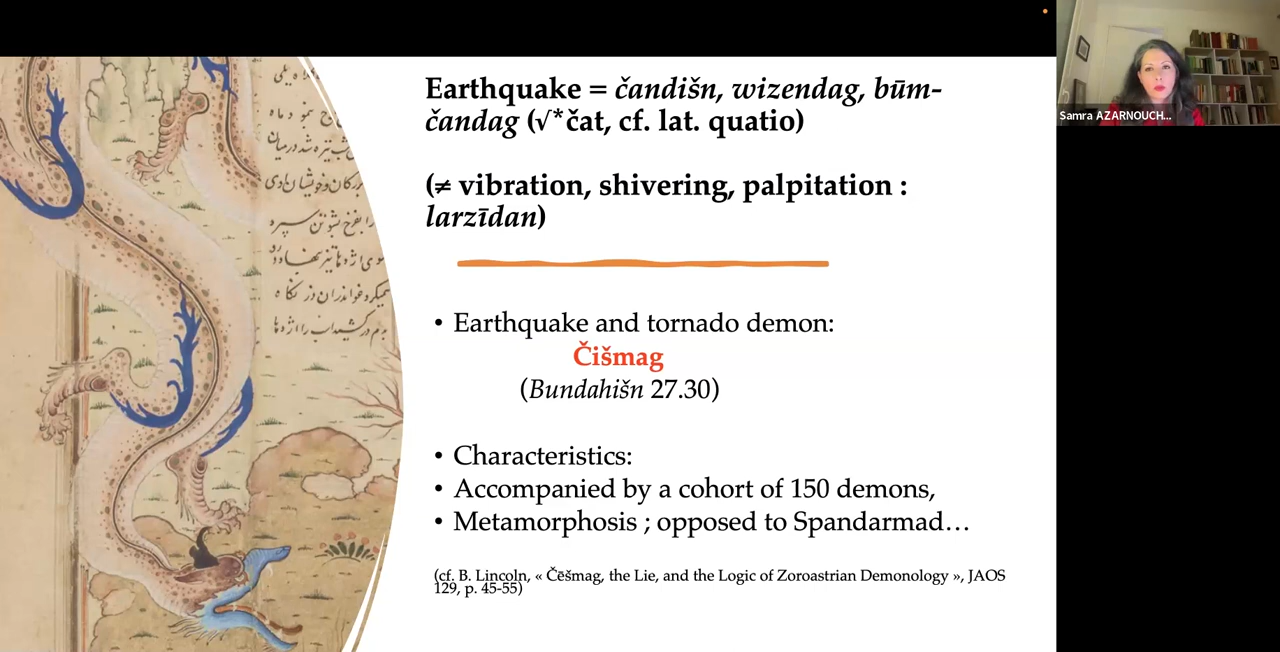 Earthquake = čandišn, wizendag, būm-
čandag (√*čat, cf. lat. quatio)
(≠ vibration, shivering, palpitation :
larzīdan)
• Earthquake and tornado demon:
Čišmag
(Bundahišn 27.30)
• Characteristics:
• Accompanied by a cohort of 150 demons,
• Metamorphosis ; opposed to Spandarmad…
(cf. B. Lincoln, « Čēšmag, the Lie, and the Logic of Zoroastrian Demonology », JAOS
129, p. 45-55)
Samra AZARNOUCH...